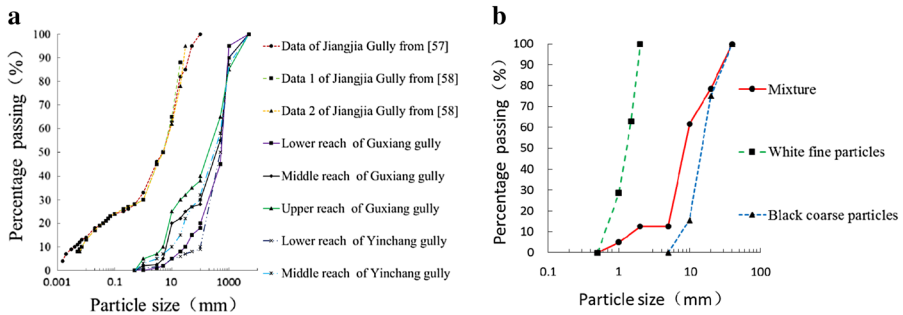 a
Percentage passing (%)
100
90
80
70
60
50
40
30
20
10
0
0.001
0.1
10
1000
Particle size (mm)
Data of Jiangjia Gully from [57]
Data 1 of Jiangjia Gully from [58]
Data 2 of Jiangjia Gully from [58]
Lower reach of Guxiang gully
Middle reach of Guxiang gully
Upper reach of Guxiang gully
Lower reach of Yinchang gully
Middle reach of Yinchang gully
b
Percentage passing (%)
100
90
80
70
60
50
40
30
20
10
0
0.1
1
10
100
Particle size (mm)
Mixture
White fine particles
Black coarse particles